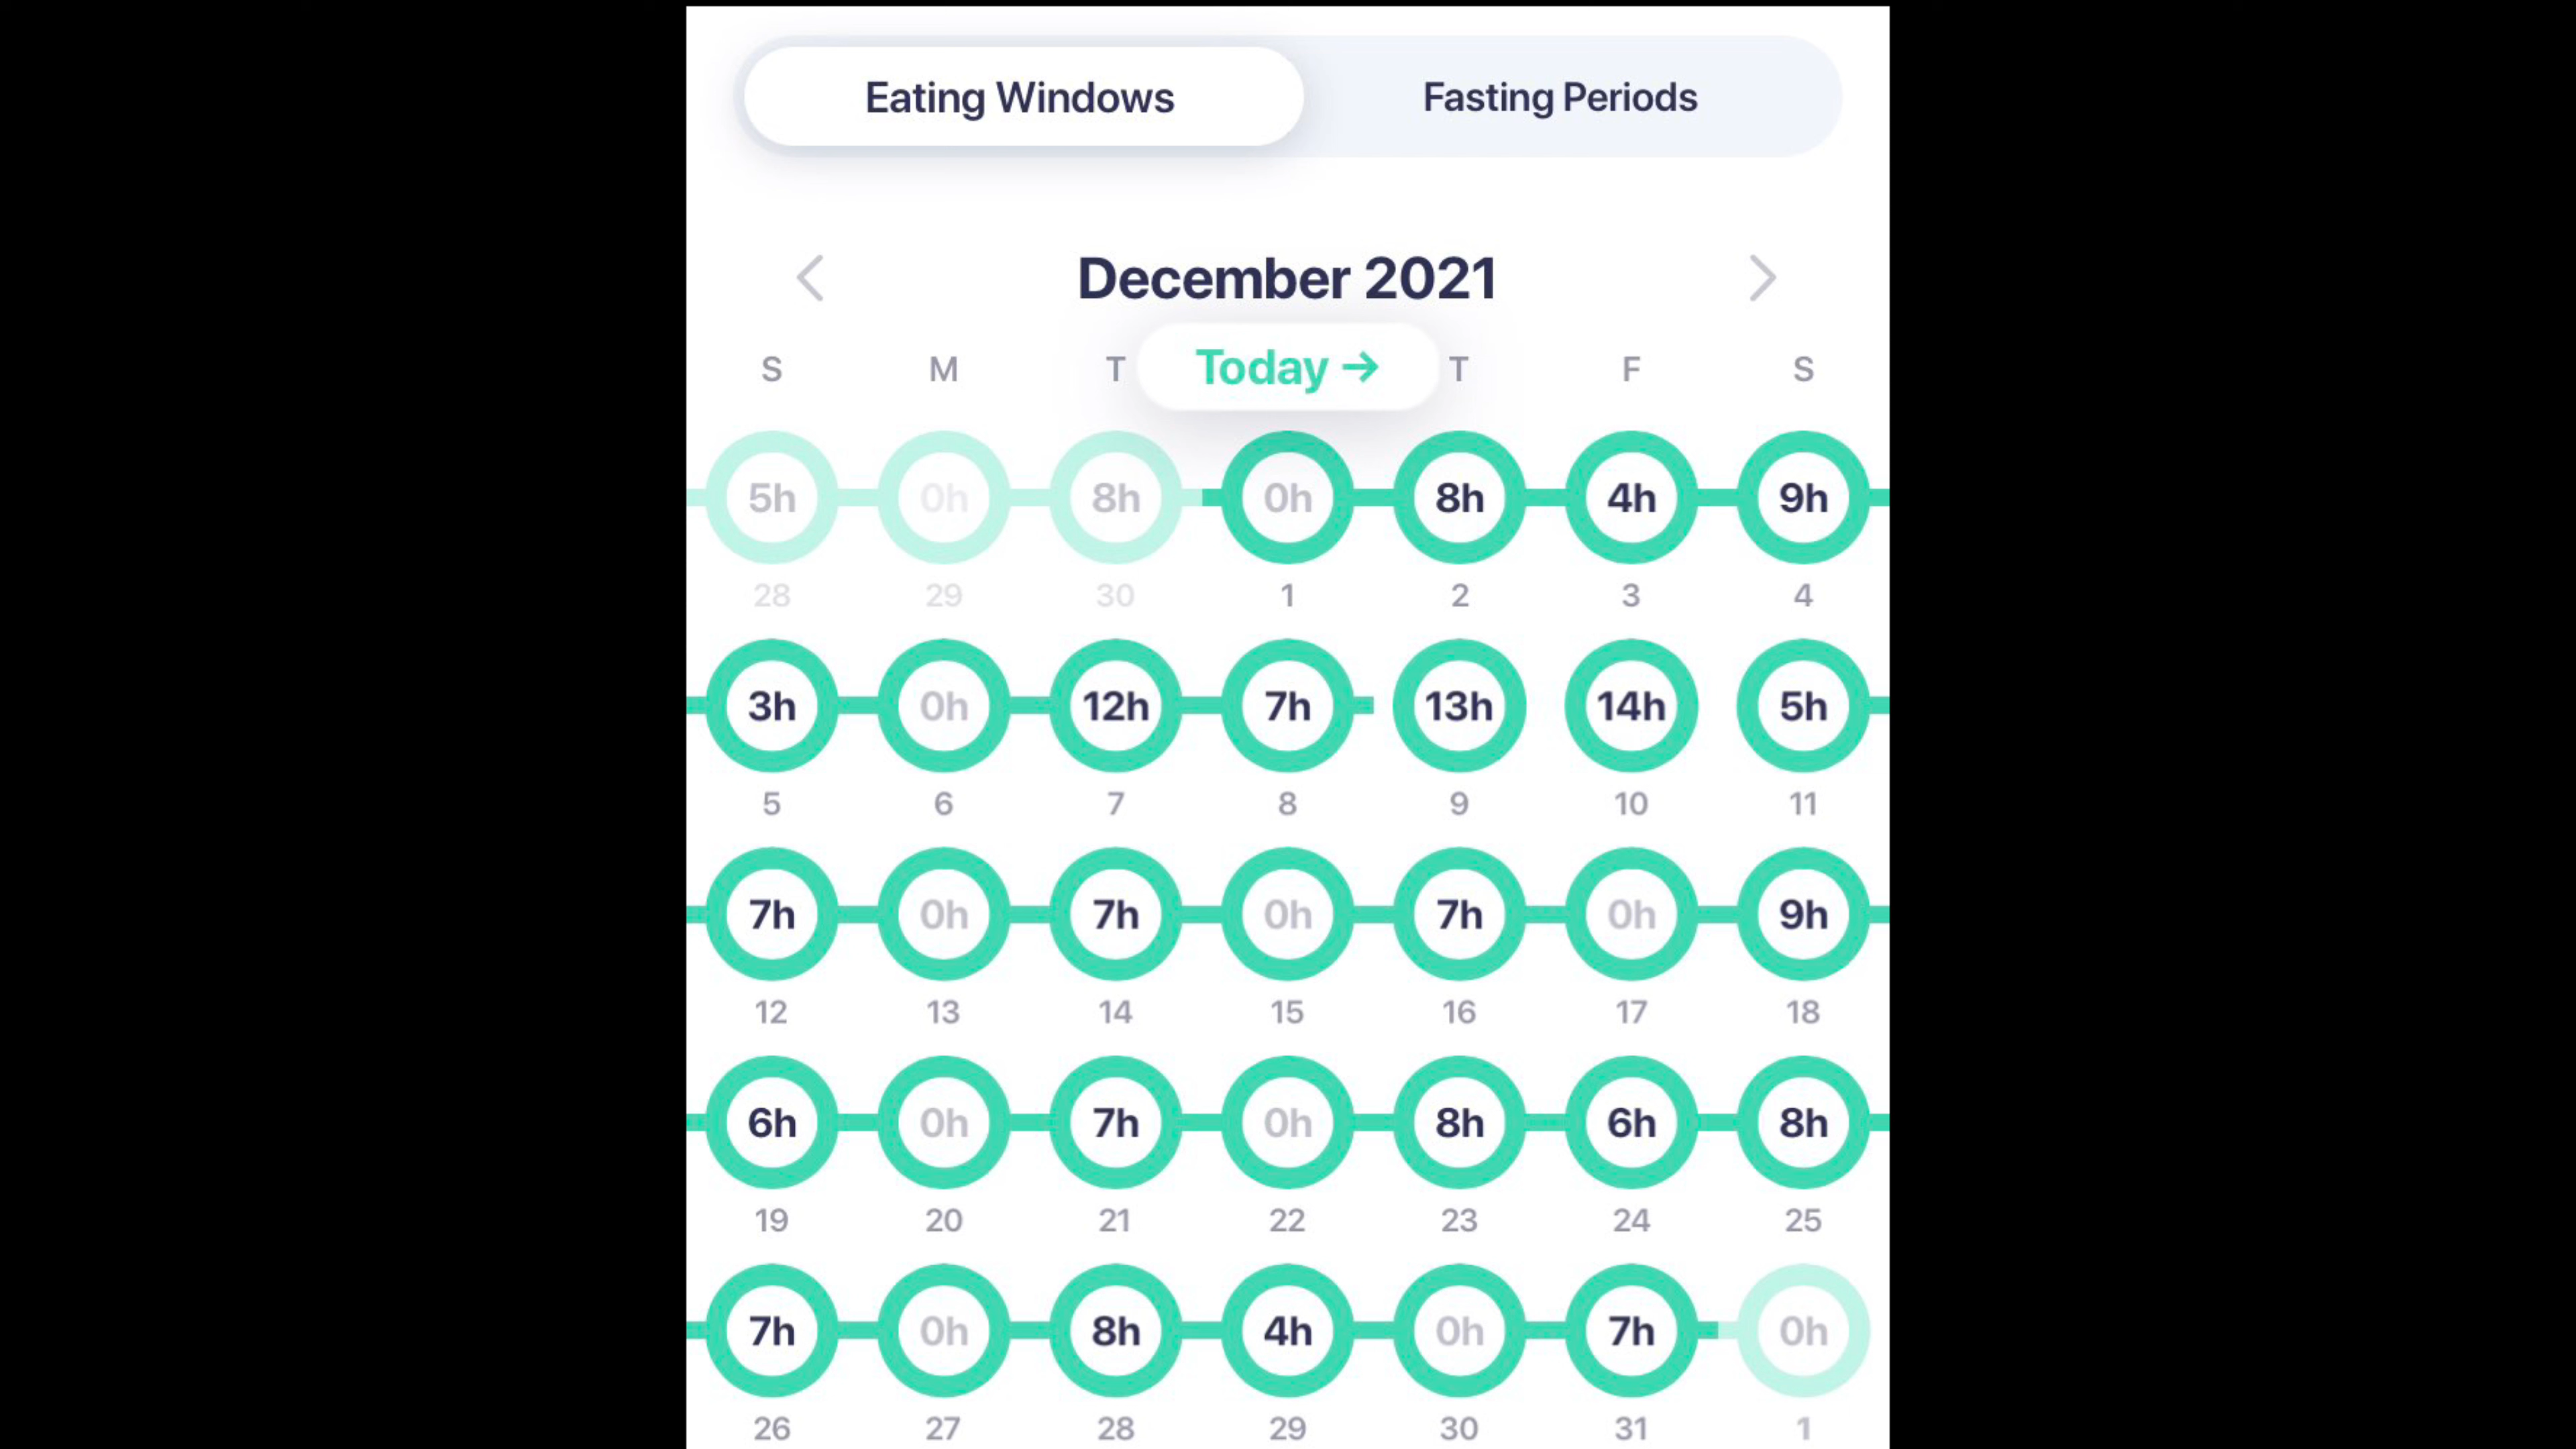 Eating Windows Fasting Periods
December 2021
S M T Today → T F S
5h 0h 8h 0h 8h 4h 9h
28 29 30 1 2 3 4
3h 0h 12h 7h 13h 14h 5h
5 6 7 8 9 10 11
7h 0h 7h 0h 7h 0h 9h
12 13 14 15 16 17 18
6h 0h 7h 0h 8h 6h 8h
19 20 21 22 23 24 25
7h 0h 8h 4h 0h 7h 0h
26 27 28 29 30 31 1